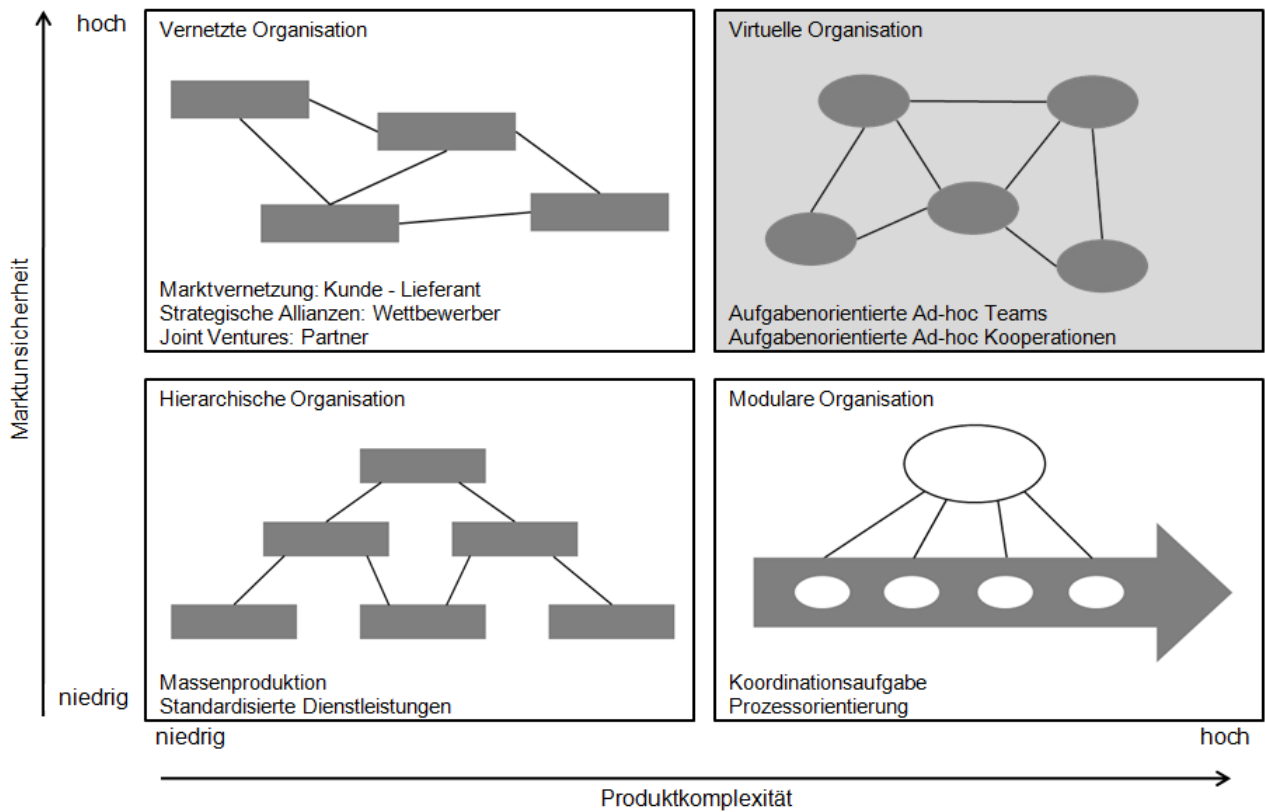 hoch
Vernetzte Organisation
Marktvernetzung: Kunde - Lieferant
Strategische Allianzen: Wettbewerber
Joint Ventures: Partner
Virtuelle Organisation
Aufgabenorientierte Ad-hoc Teams
Aufgabenorientierte Ad-hoc Kooperationen
Marktunsicherheit
Hierarchische Organisation
Massenproduktion
Standardisierte Dienstleistungen
Modulare Organisation
Koordinationsaufgabe
Prozessorientierung
niedrig
niedrig
hoch
Produktkomplexität